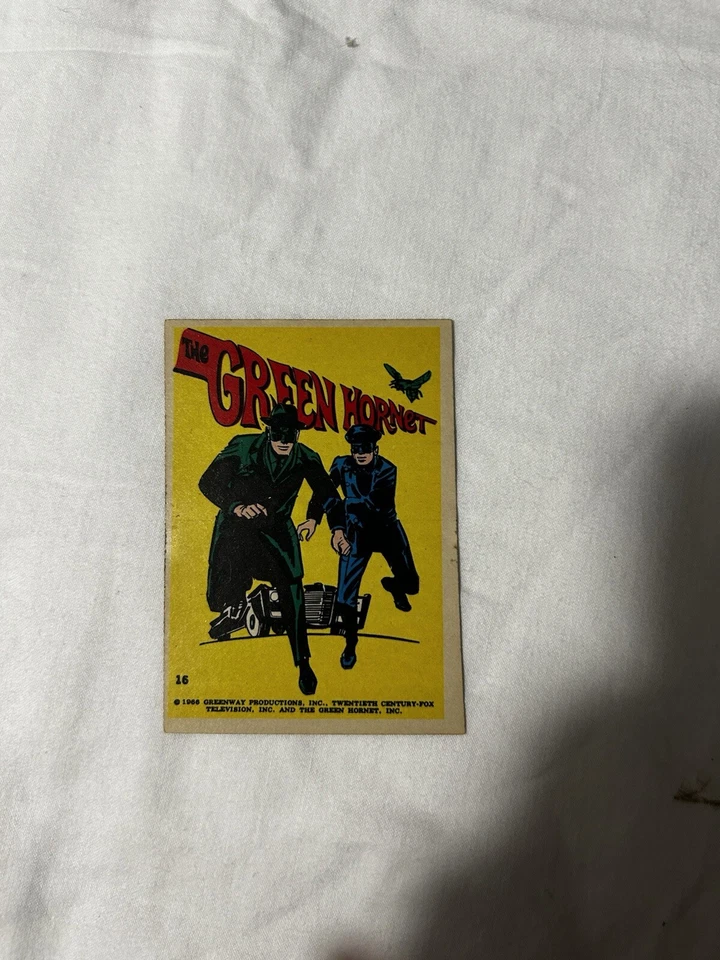 The GREEN HORNET
16
© 1966 GREENWAY PRODUCTIONS, INC., TWENTIETH CENTURY-FOX
TELEVISION, INC. AND THE GREEN HORNET, INC.